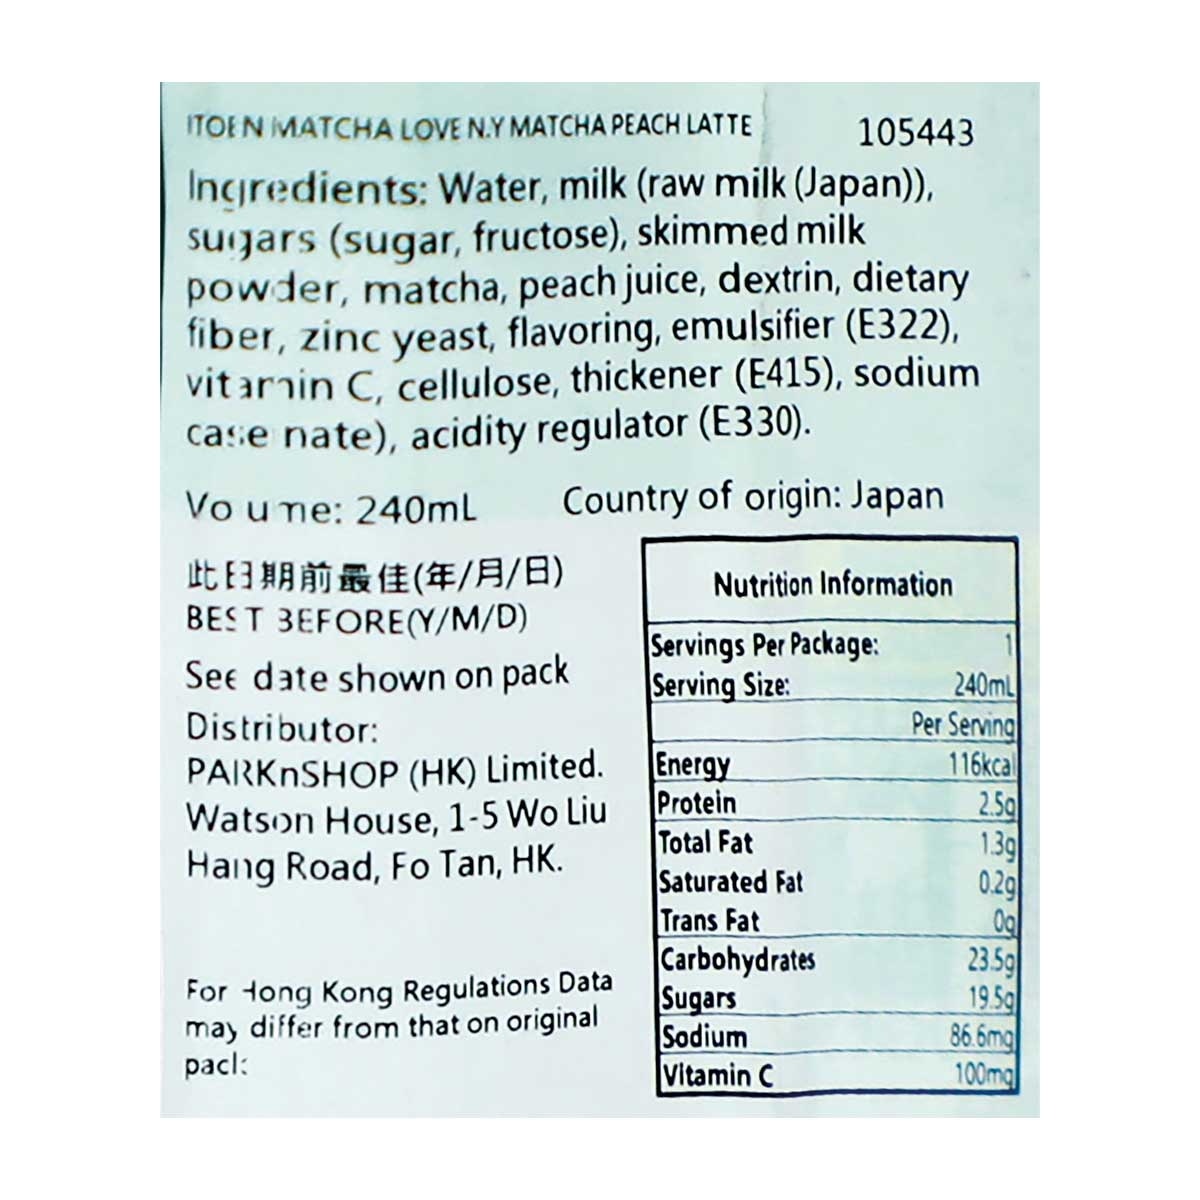 ITOEN MATCHA LOVE N.Y MATCHA PEACH LATTE 105443
Ingredients: Water, milk (raw milk (Japan)),
sugars (sugar, fructose), skimmed milk
powder, matcha, peach juice, dextrin, dietary
fiber, zinc yeast, flavoring, emulsifier (E322),
vitamin C, cellulose, thickener (E415), sodium
caseinate), acidity regulator (E330).
Volume: 240mL
Country of origin: Japan
此日期前最佳(年/月/日)
BEST BEFORE(Y/M/D)
See date shown on pack
Distributor:
PARKnSHOP (HK) Limited.
Watson House, 1-5 Wo Liu
Hang Road, Fo Tan, HK.
For Hong Kong Regulations Data
may differ from that on original
pack
Nutrition Information
Servings Per Package: 1
Serving Size: 240mL
Per Serving
Energy 116kcal
Protein 2.5g
Total Fat 1.3g
Saturated Fat 0.2g
Trans Fat 0g
Carbohydrates 23.5g
Sugars 19.5g
Sodium 86.6mg
Vitamin C 100mg